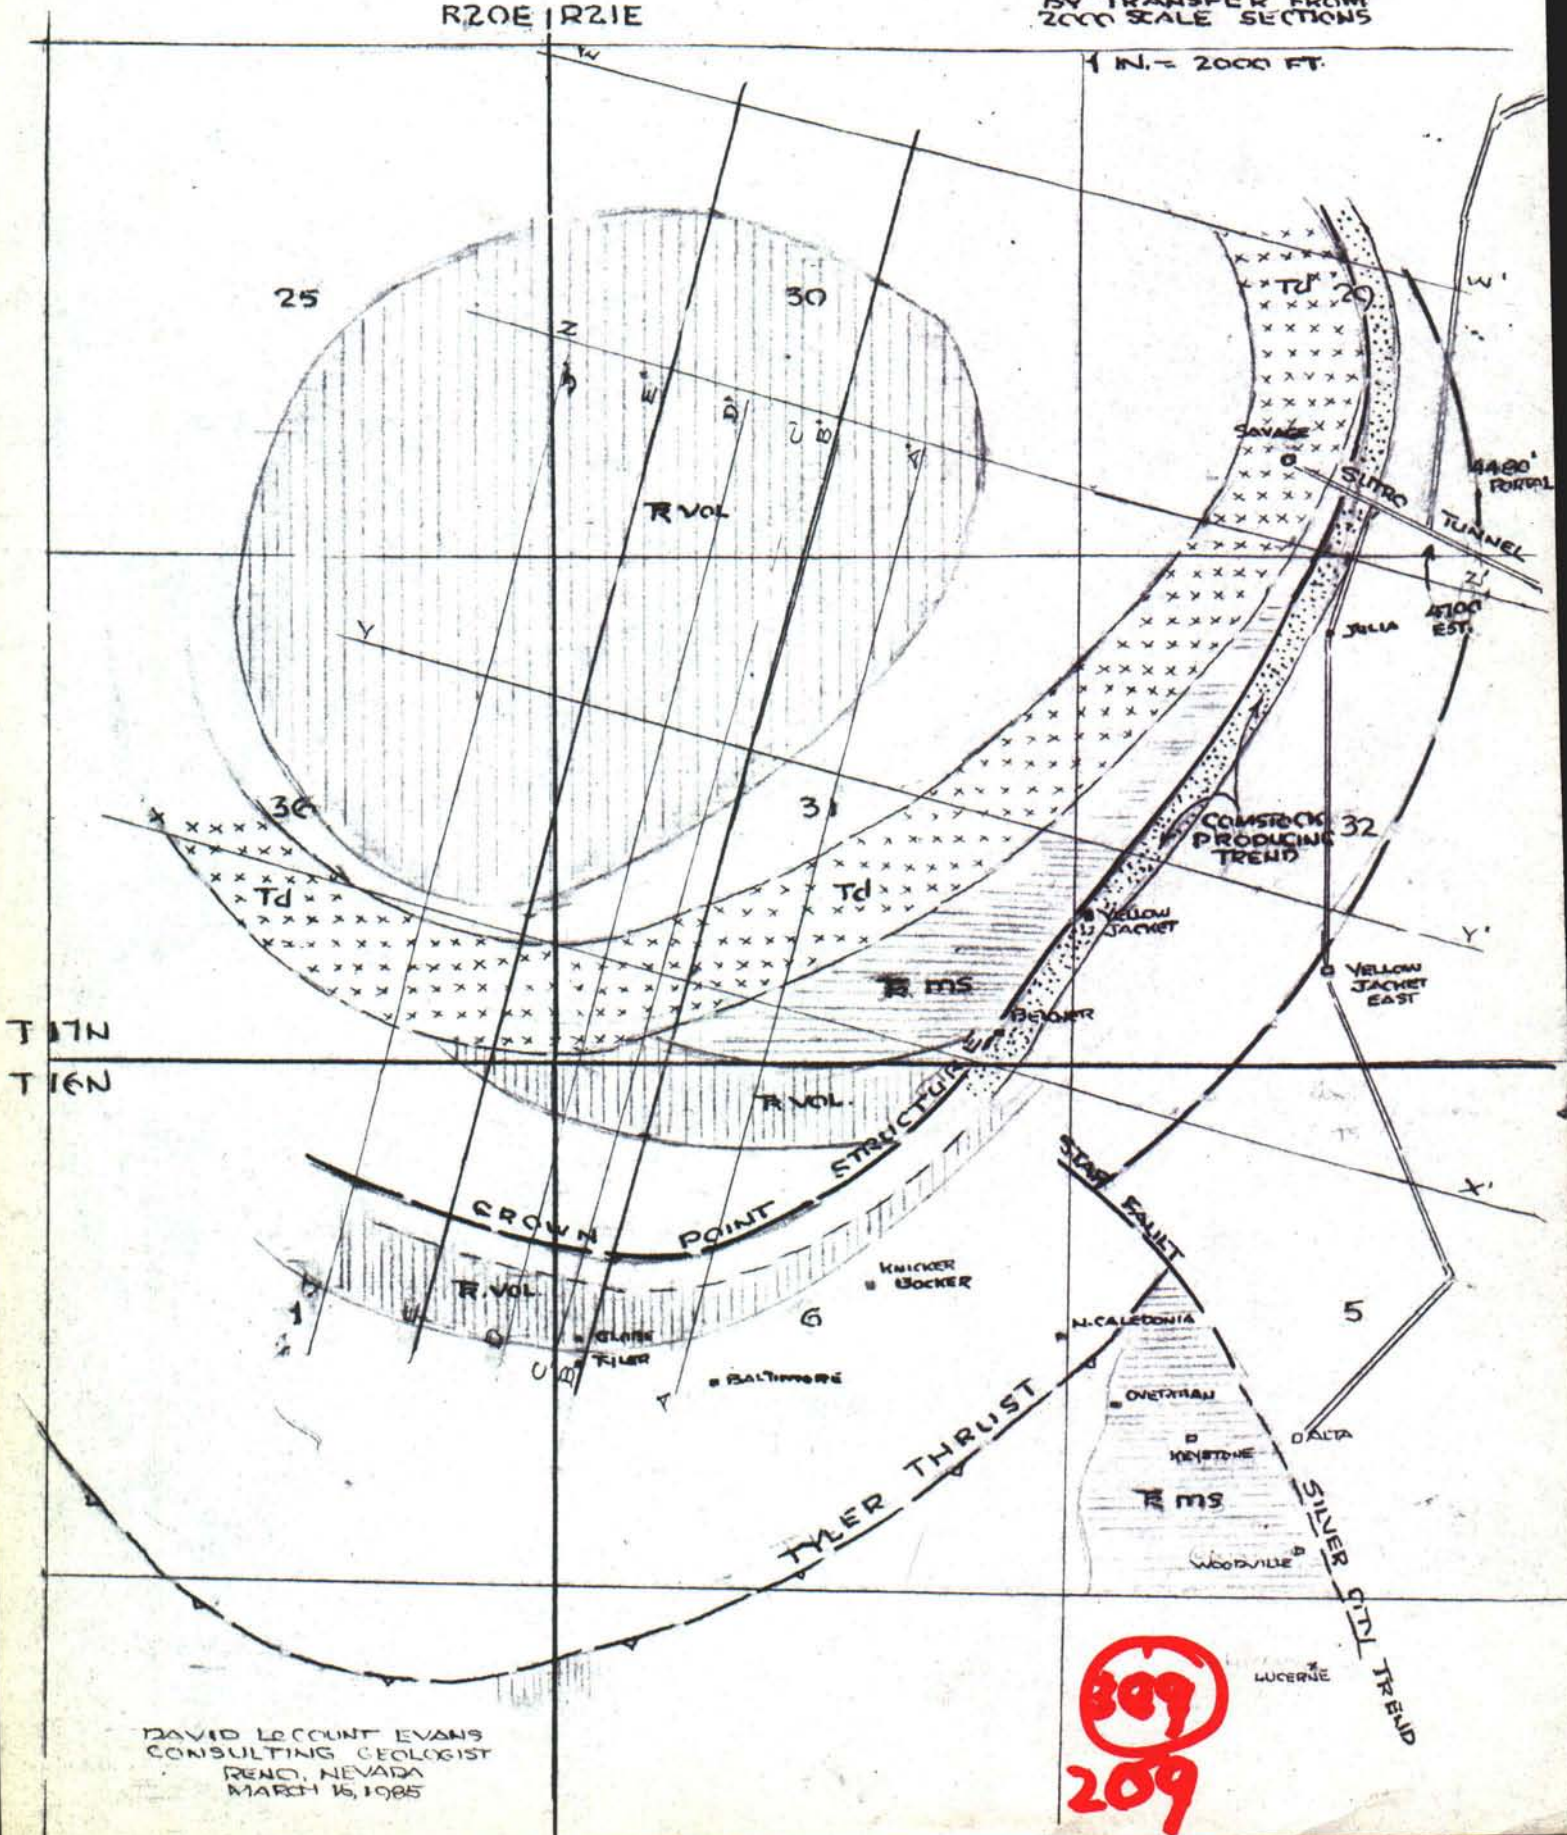 R20E | R21E
BY TRANSFER FROM
2000 SCALE SECTIONS
1 IN. = 2000 FT.
W'
25
30
Td
29
Z
J'
E'
D'
C'
B'
A'
SAVAGE
SUTRO
TUNNEL
4480'
PORTAL
TR VOL
Z'
4700
EST.
JULIA
Y
36
31
COMSTOCK
PRODUCING
TREND
32
Td
Td
YELLOW
JACKET
Y'
YELLOW
JACKET
EAST
TR ms
BELCHER
T 17N
T 16N
TR VOL.
CROWN POINT STRUCTURE
STAR FAULT
X'
KNICKER
BOCKER
TR. VOL.
1
E
D
C
B
A
GLOBE
TYLER
BALTIMORE
6
N. CALEDONIA
5
OVERMAN
KEYSTONE
ALTA
TR ms
WOODVILLE
TYLER THRUST
SILVER CITY TREND
LUCERNE
309
209
DAVID LeCOUNT EVANS
CONSULTING GEOLOGIST
RENO, NEVADA
MARCH 15, 1985